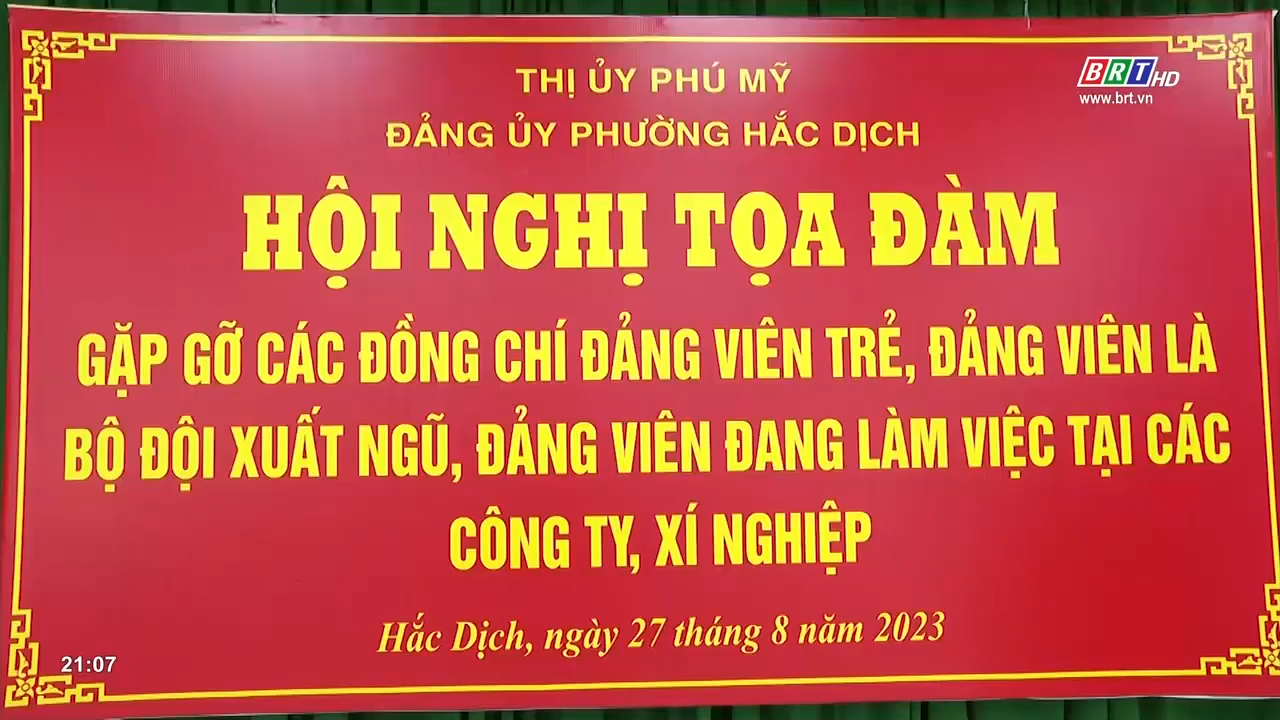 THỊ ỦY PHÚ MỸ
ĐẢNG ỦY PHƯỜNG HẮC DỊCH
HỘI NGHỊ TỌA ĐÀM
GẶP GỠ CÁC ĐỒNG CHÍ ĐẢNG VIÊN TRẺ, ĐẢNG VIÊN LÀ
BỘ ĐỘI XUẤT NGŨ, ĐẢNG VIÊN ĐANG LÀM VIỆC TẠI CÁC
CÔNG TY, XÍ NGHIỆP
Hắc Dịch, ngày 27 tháng 8 năm 2023
BRT HD
www.brt.vn
21:07